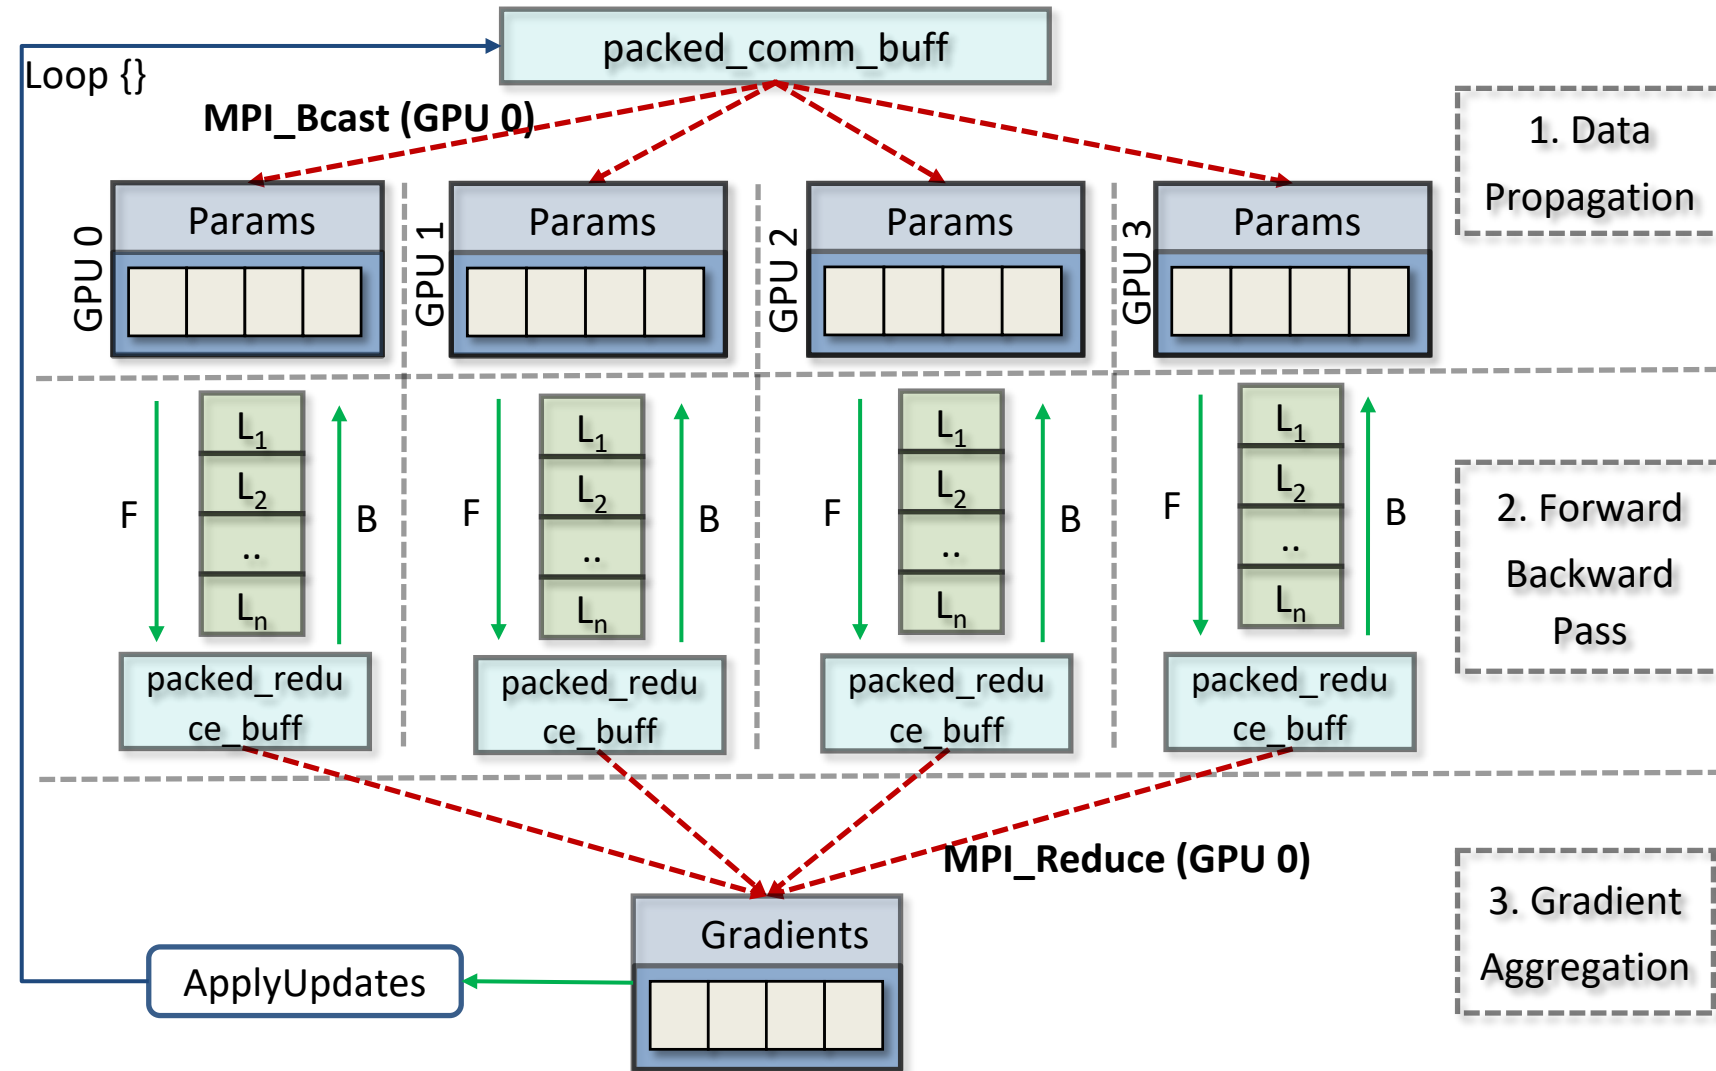 packed_comm_buff
Loop {}
MPI_Bcast (GPU 0)
1. Data
Propagation
GPU 0
Params
GPU 1
Params
GPU 2
Params
GPU 3
Params
F
L1
L2
..
Ln
B
F
L1
L2
..
Ln
B
F
L1
L2
..
Ln
B
F
L1
L2
..
Ln
B
2. Forward
Backward
Pass
packed_redu
ce_buff
packed_redu
ce_buff
packed_redu
ce_buff
packed_redu
ce_buff
MPI_Reduce (GPU 0)
Gradients
ApplyUpdates
3. Gradient
Aggregation